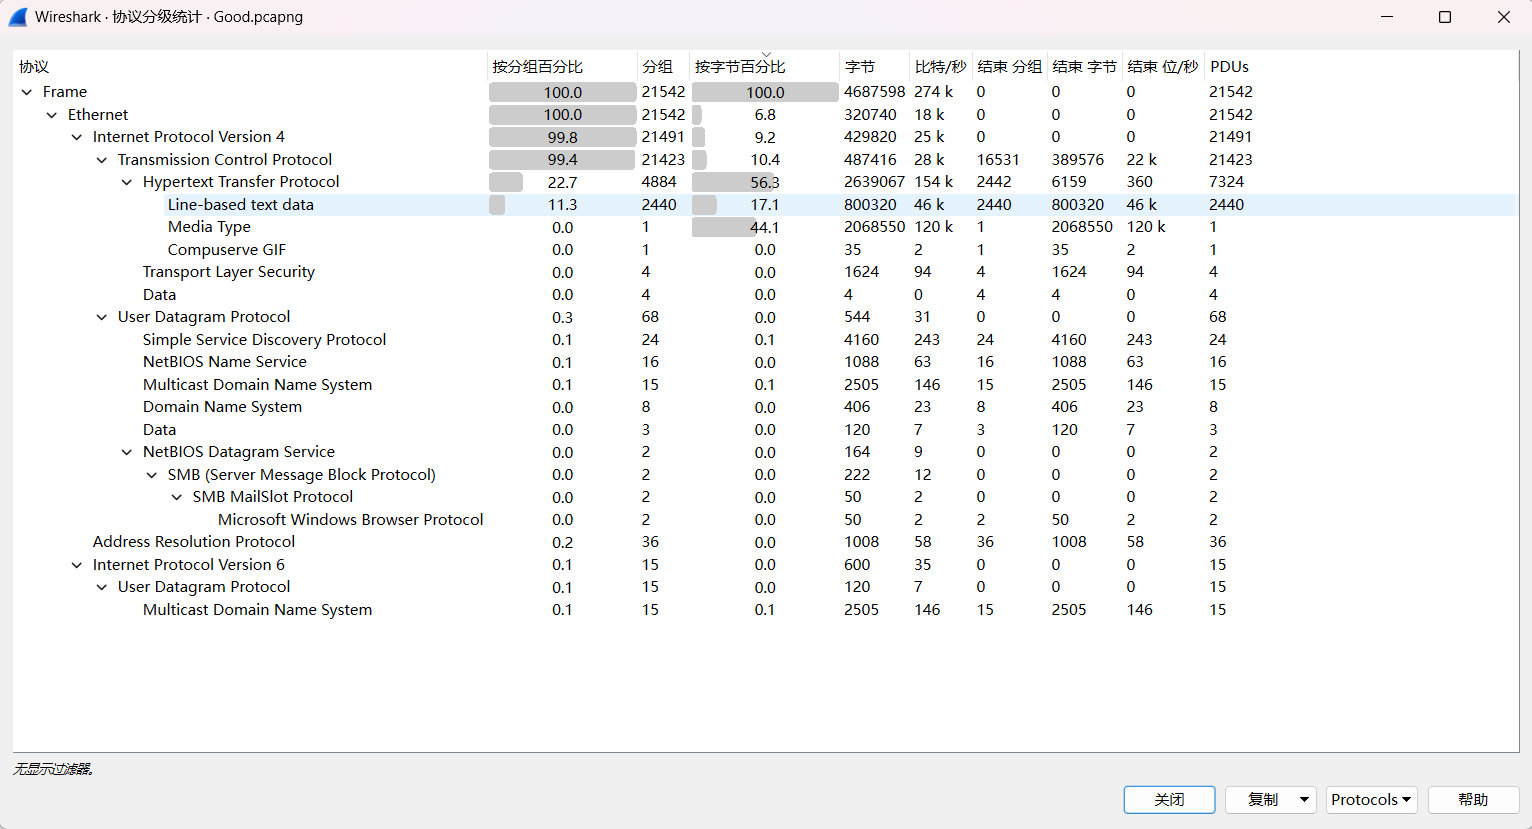 Wireshark · 协议分级统计 · Good.pcapng
协议 按分组百分比 分组 按字节百分比 字节 比特/秒 结束 分组 结束 字节 结束 位/秒 PDUs
Frame 100.0 21542 100.0 4687598 274 k 0 0 0 21542
Ethernet 100.0 21542 6.8 320740 18 k 0 0 0 21542
Internet Protocol Version 4 99.8 21491 9.2 429820 25 k 0 0 0 21491
Transmission Control Protocol 99.4 21423 10.4 487416 28 k 16531 389576 22 k 21423
Hypertext Transfer Protocol 22.7 4884 56.3 2639067 154 k 2442 6159 360 7324
Line-based text data 11.3 2440 17.1 800320 46 k 2440 800320 46 k 2440
Media Type 0.0 1 44.1 2068550 120 k 1 2068550 120 k 1
Compuserve GIF 0.0 1 0.0 35 2 1 35 2 1
Transport Layer Security 0.0 4 0.0 1624 94 4 1624 94 4
Data 0.0 4 0.0 4 0 4 4 0 4
User Datagram Protocol 0.3 68 0.0 544 31 0 0 0 68
Simple Service Discovery Protocol 0.1 24 0.1 4160 243 24 4160 243 24
NetBIOS Name Service 0.1 16 0.0 1088 63 16 1088 63 16
Multicast Domain Name System 0.1 15 0.1 2505 146 15 2505 146 15
Domain Name System 0.0 8 0.0 406 23 8 406 23 8
Data 0.0 3 0.0 120 7 3 120 7 3
NetBIOS Datagram Service 0.0 2 0.0 164 9 0 0 0 2
SMB (Server Message Block Protocol) 0.0 2 0.0 222 12 0 0 0 2
SMB MailSlot Protocol 0.0 2 0.0 50 2 0 0 0 2
Microsoft Windows Browser Protocol 0.0 2 0.0 50 2 2 50 2 2
Address Resolution Protocol 0.2 36 0.0 1008 58 36 1008 58 36
Internet Protocol Version 6 0.1 15 0.0 600 35 0 0 0 15
User Datagram Protocol 0.1 15 0.0 120 7 0 0 0 15
Multicast Domain Name System 0.1 15 0.1 2505 146 15 2505 146 15
无显示过滤器。
关闭 复制 Protocols 帮助